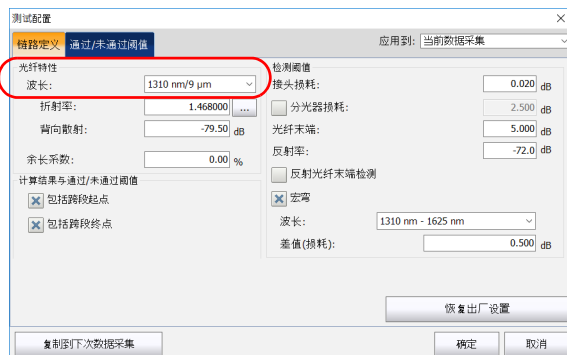 测试配置
链路定义 通过/未通过阈值
应用到: 当前数据采集
光纤特性
波长: 1310 nm/9 µm
折射率: 1.468000 ...
背向散射: -79.50 dB
余长系数: 0.00 %
计算结果与通过/未通过阈值
包括跨段起点
包括跨段终点
检测阈值
接头损耗: 0.020 dB
分光器损耗: 2.500 dB
光纤末端: 5.000 dB
反射率: -72.0 dB
反射光纤末端检测
宏弯
波长: 1310 nm - 1625 nm
差值(损耗): 0.500 dB
恢复出厂设置
复制到下次数据采集 确定 取消